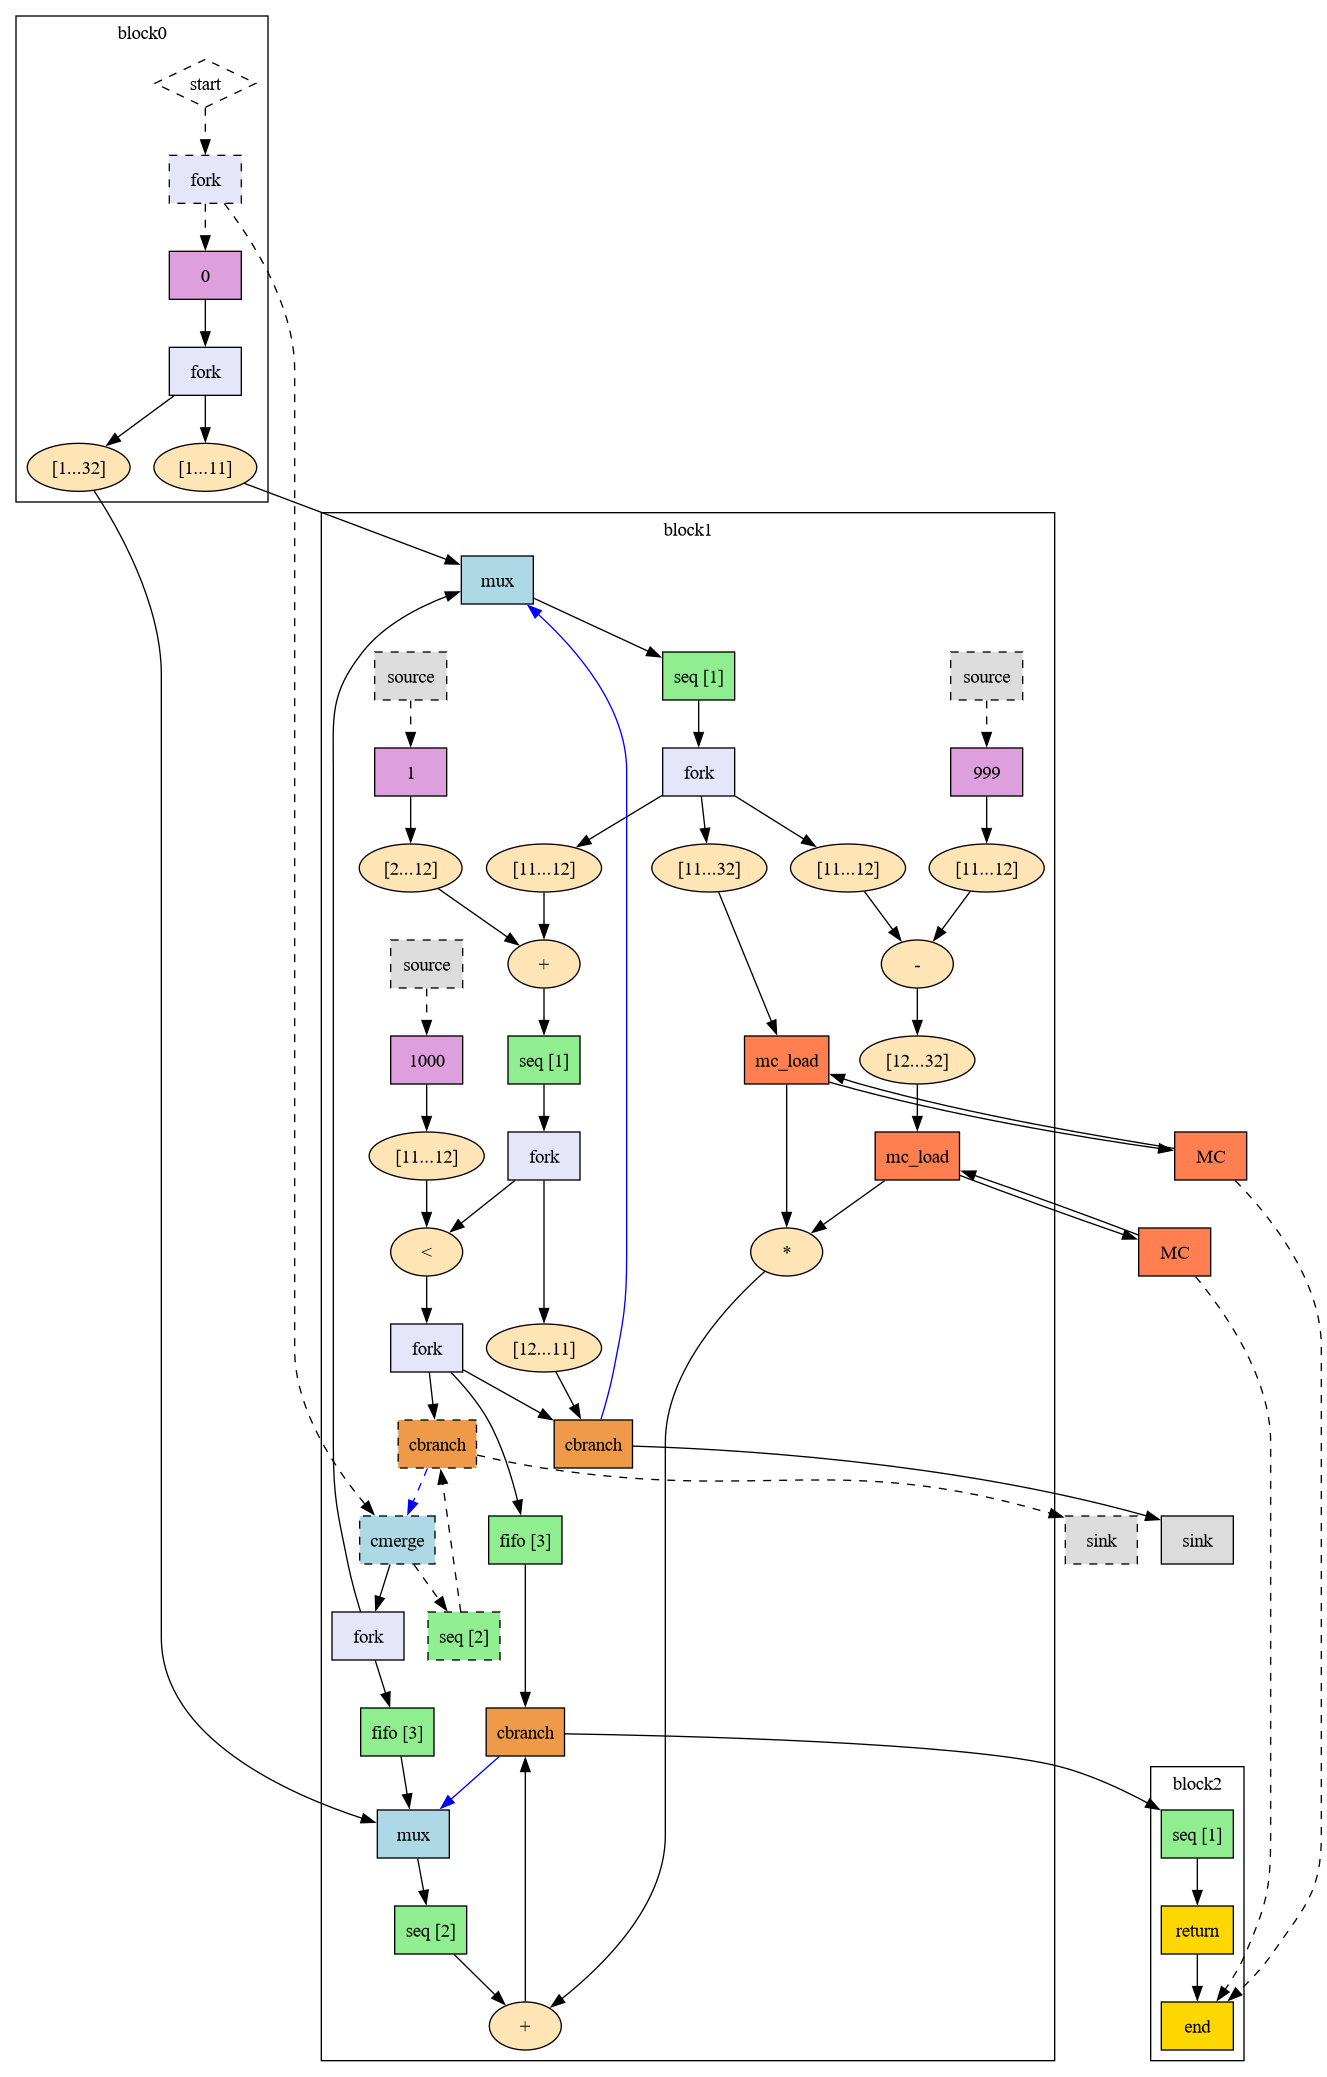 block0
start
fork
0
fork
[1...32]
[1...11]
block1
mux
source
seq [1]
source
1
fork
999
[2...12]
[11...12]
[11...32]
[11...12]
[11...12]
source
+
-
1000
seq [1]
mc_load
[12...32]
[11...12]
fork
mc_load
MC
<
*
MC
fork
[12...11]
cbranch
cbranch
cmerge
fifo [3]
sink
sink
fork
seq [2]
fifo [3]
cbranch
block2
mux
seq [1]
seq [2]
return
+
end